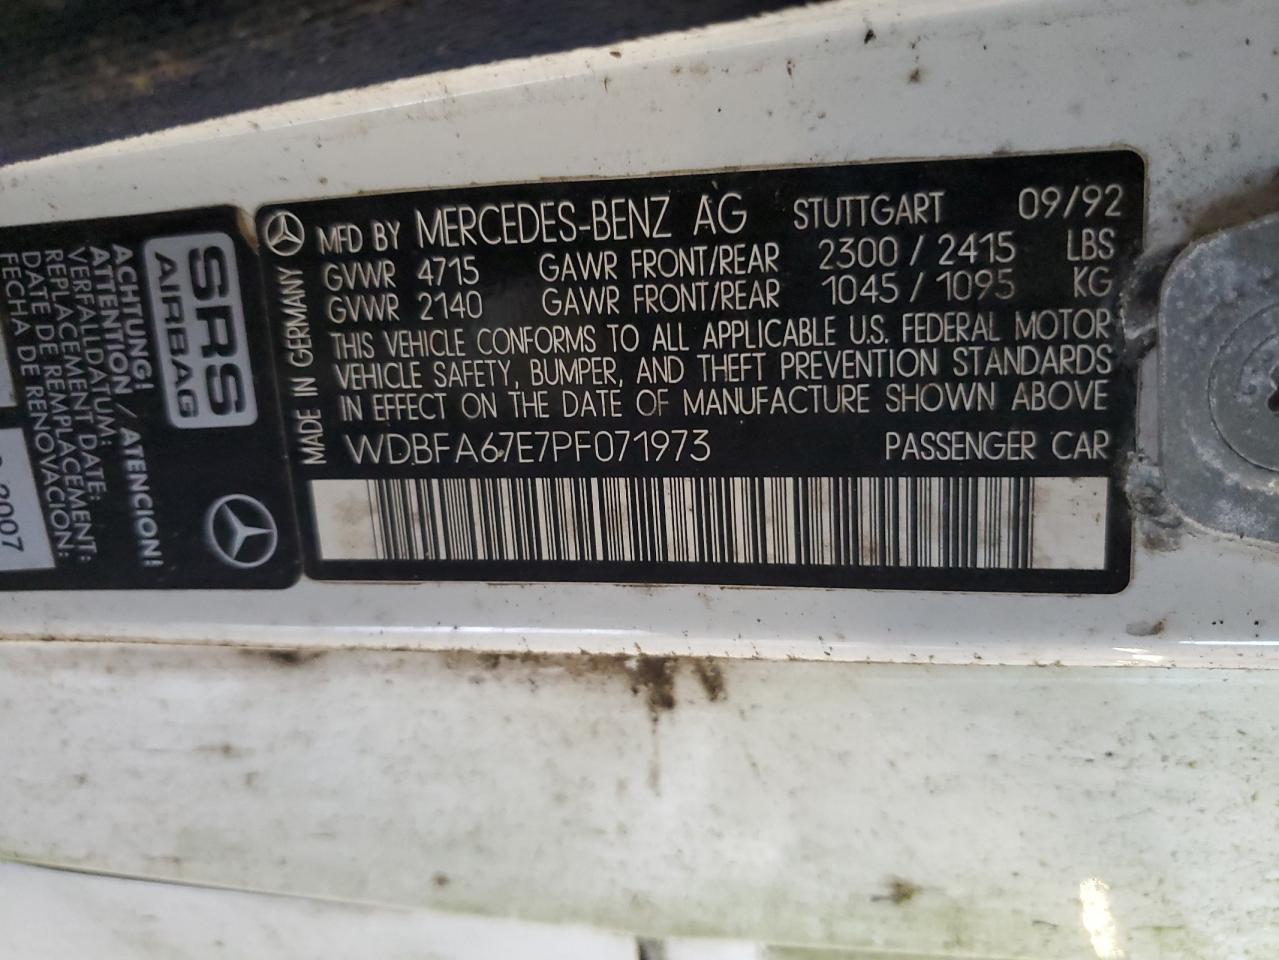 MFD BY MERCEDES-BENZ AG STUTTGART 09/92
GVWR 4715 GAWR FRONT/REAR 2300 / 2415 LBS
GVWR 2140 GAWR FRONT/REAR 1045 / 1095 KG
THIS VEHICLE CONFORMS TO ALL APPLICABLE U.S. FEDERAL MOTOR
VEHICLE SAFETY, BUMPER, AND THEFT PREVENTION STANDARDS
IN EFFECT ON THE DATE OF MANUFACTURE SHOWN ABOVE
WDBFA67E7PF071973 PASSENGER CAR
MADE IN GERMANY
SRS
AIRBAG
ACHTUNG!
ATTENTION / ATENCION!
VERFALLDATUM:
REPLACEMENT DATE:
DATE DE REMPLACEMENT:
FECHA DE RENOVACION:
2007